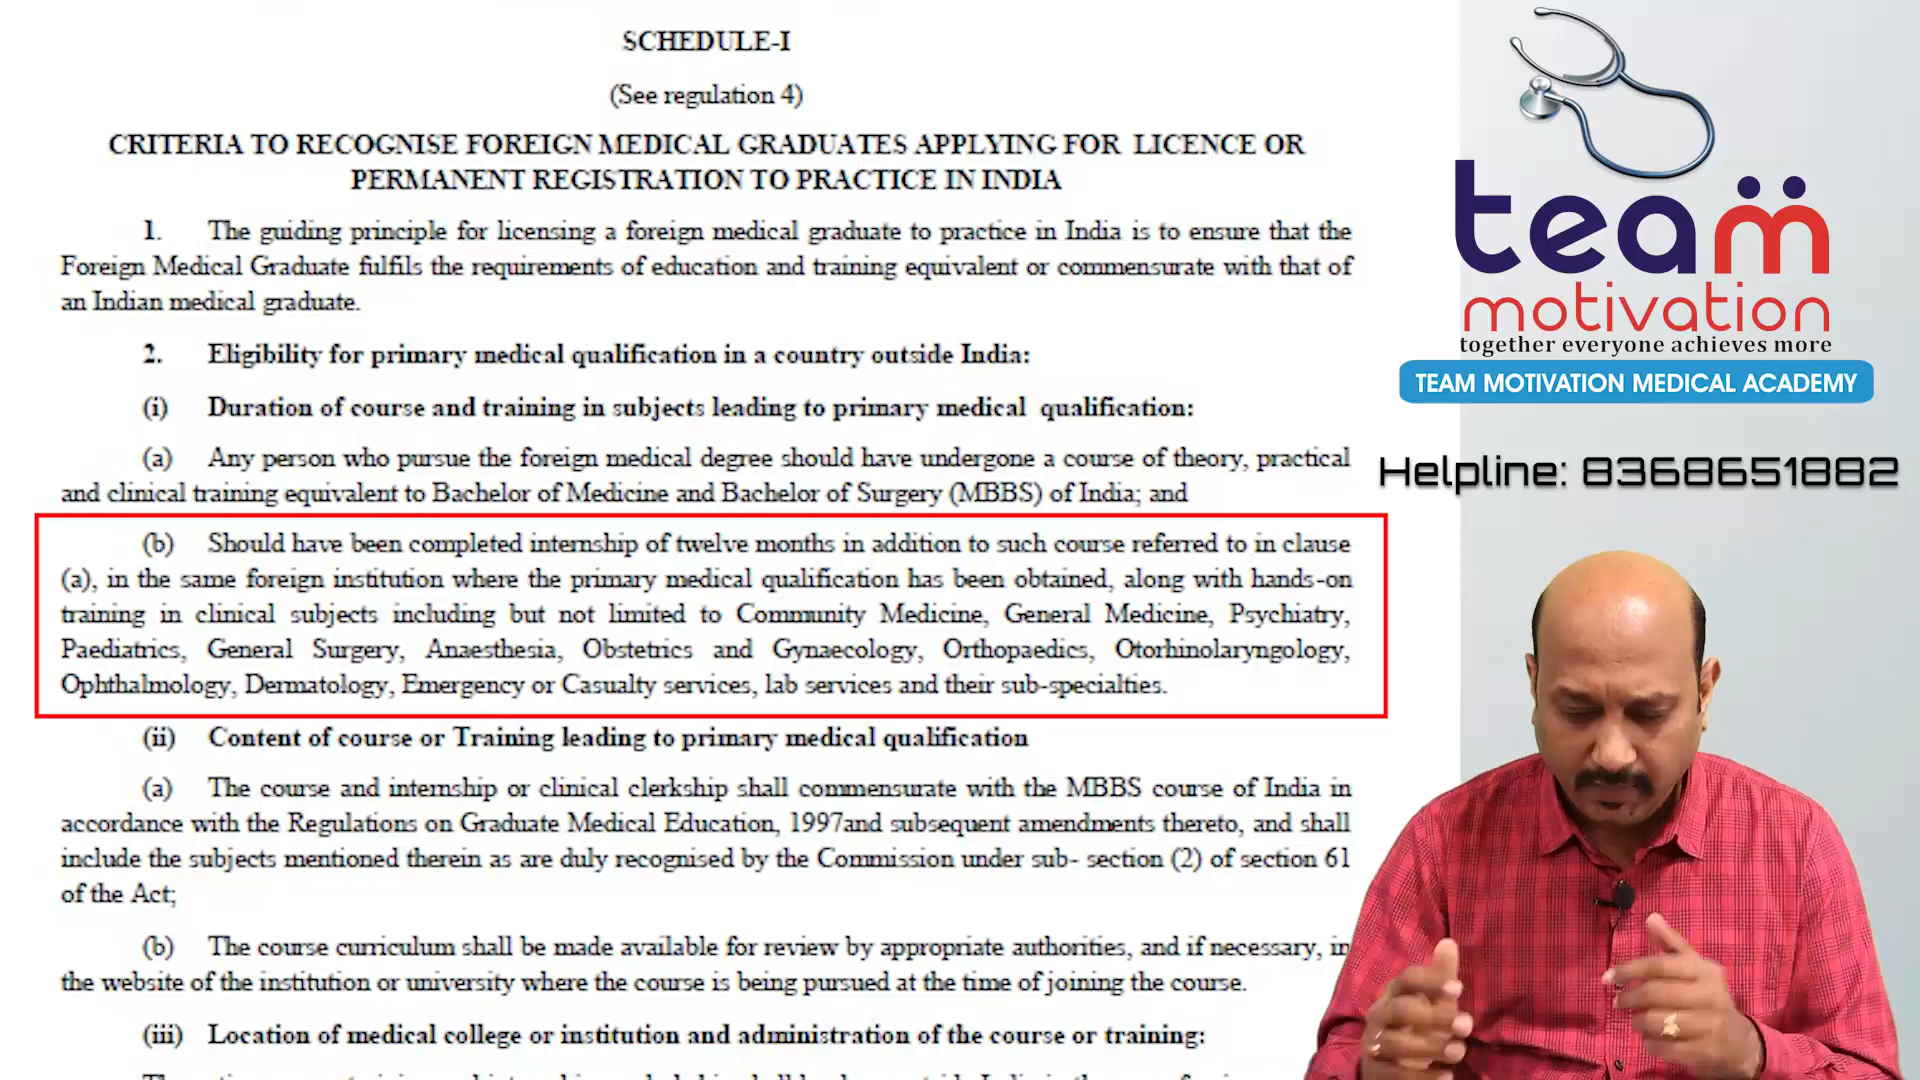 SCHEDULE-I
(See regulation 4)
CRITERIA TO RECOGNISE FOREIGN MEDICAL GRADUATES APPLYING FOR LICENCE OR
PERMANENT REGISTRATION TO PRACTICE IN INDIA
1. The guiding principle for licensing a foreign medical graduate to practice in India is to ensure that the
Foreign Medical Graduate fulfils the requirements of education and training equivalent or commensurate with that of
an Indian medical graduate.
2. Eligibility for primary medical qualification in a country outside India:
(i) Duration of course and training in subjects leading to primary medical qualification:
(a) Any person who pursue the foreign medical degree should have undergone a course of theory, practical
and clinical training equivalent to Bachelor of Medicine and Bachelor of Surgery (MBBS) of India; and
(b) Should have been completed internship of twelve months in addition to such course referred to in clause
(a), in the same foreign institution where the primary medical qualification has been obtained, along with hands-on
training in clinical subjects including but not limited to Community Medicine, General Medicine, Psychiatry,
Paediatrics, General Surgery, Anaesthesia, Obstetrics and Gynaecology, Orthopaedics, Otorhinolaryngology,
Ophthalmology, Dermatology, Emergency or Casualty services, lab services and their sub-specialties.
(ii) Content of course or Training leading to primary medical qualification
(a) The course and internship or clinical clerkship shall commensurate with the MBBS course of India in
accordance with the Regulations on Graduate Medical Education, 1997and subsequent amendments thereto, and shall
include the subjects mentioned therein as are duly recognised by the Commission under sub- section (2) of section 61
of the Act;
(b) The course curriculum shall be made available for review by appropriate authorities, and if necessary, in
the website of the institution or university where the course is being pursued at the time of joining the course.
(iii) Location of medical college or institution and administration of the course or training:
team
motivation
together everyone achieves more
TEAM MOTIVATION MEDICAL ACADEMY
Helpline: 8368651882